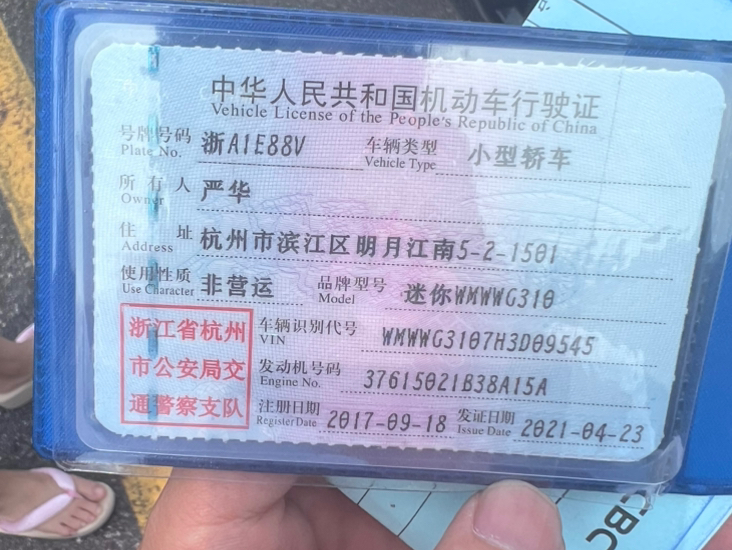 中华人民共和国机动车行驶证
Vehicle License of the People's Republic of China
号牌号码 浙A1E88V 车辆类型 小型轿车
Plate No. Vehicle Type
所有人 严华
Owner
住址 杭州市滨江区明月江南5-2-1501
Address
使用性质 非营运 品牌型号 迷你WMWWG310
Use Character Model
浙江省杭州
市公安局交
通警察支队
车辆识别代号 WMWWG3107H3D09545
VIN
发动机号码 37615021B38A15A
Engine No.
注册日期 2017-09-18 发证日期 2021-04-23
Register Date Issue Date
CBC